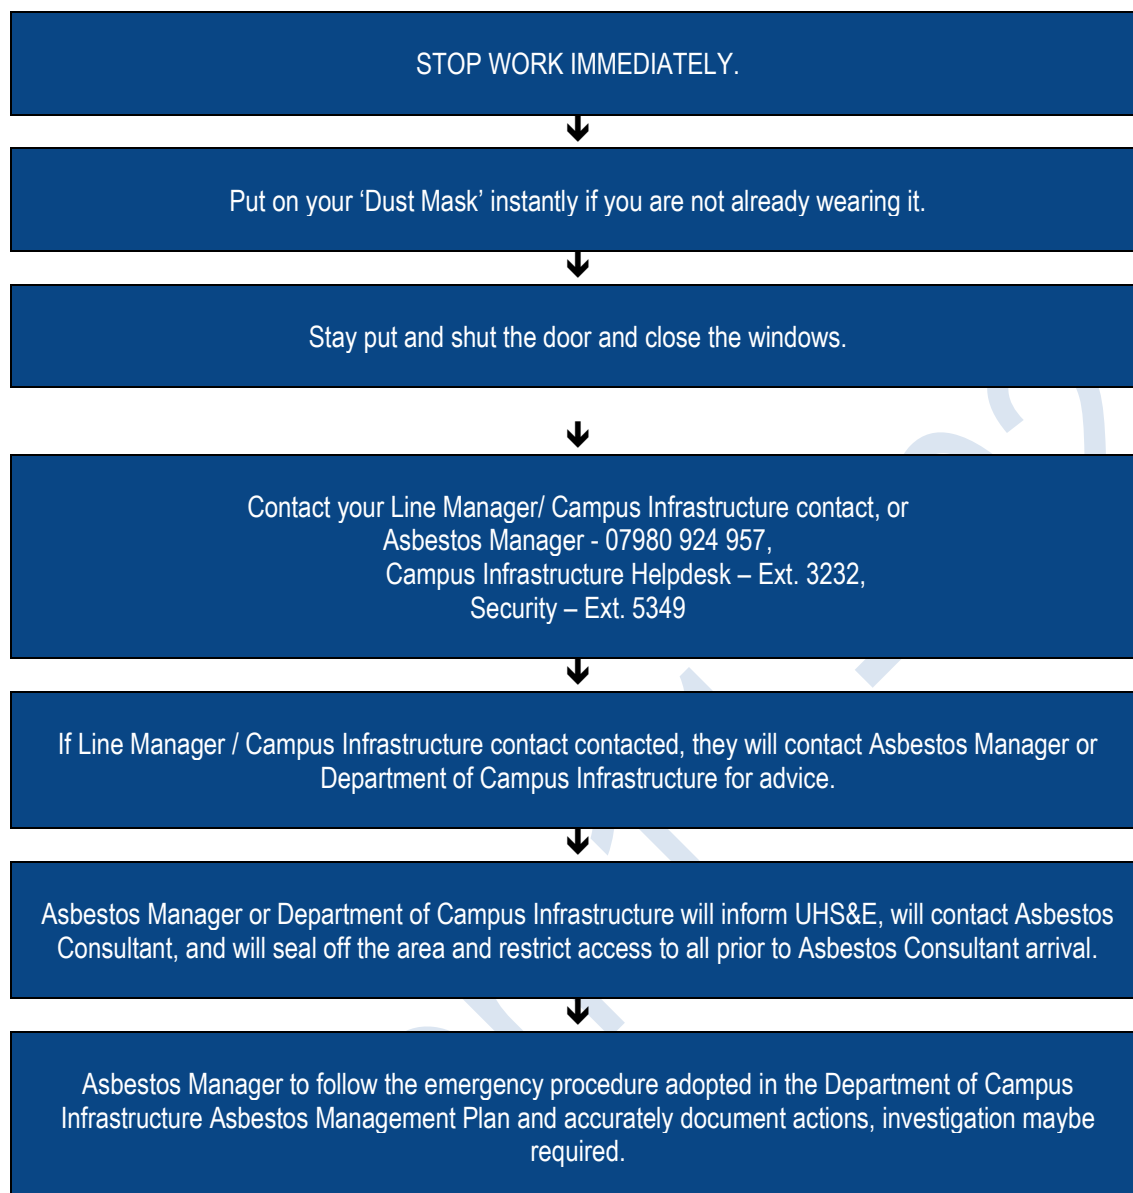 STOP WORK IMMEDIATELY.
Put on your ‘Dust Mask’ instantly if you are not already wearing it.
Stay put and shut the door and close the windows.
Contact your Line Manager/ Campus Infrastructure contact, or
Asbestos Manager - 07980 924 957,
Campus Infrastructure Helpdesk – Ext. 3232,
Security – Ext. 5349
If Line Manager / Campus Infrastructure contact contacted, they will contact Asbestos Manager or
Department of Campus Infrastructure for advice.
Asbestos Manager or Department of Campus Infrastructure will inform UHS&E, will contact Asbestos
Consultant, and will seal off the area and restrict access to all prior to Asbestos Consultant arrival.
Asbestos Manager to follow the emergency procedure adopted in the Department of Campus
Infrastructure Asbestos Management Plan and accurately document actions, investigation maybe
required.